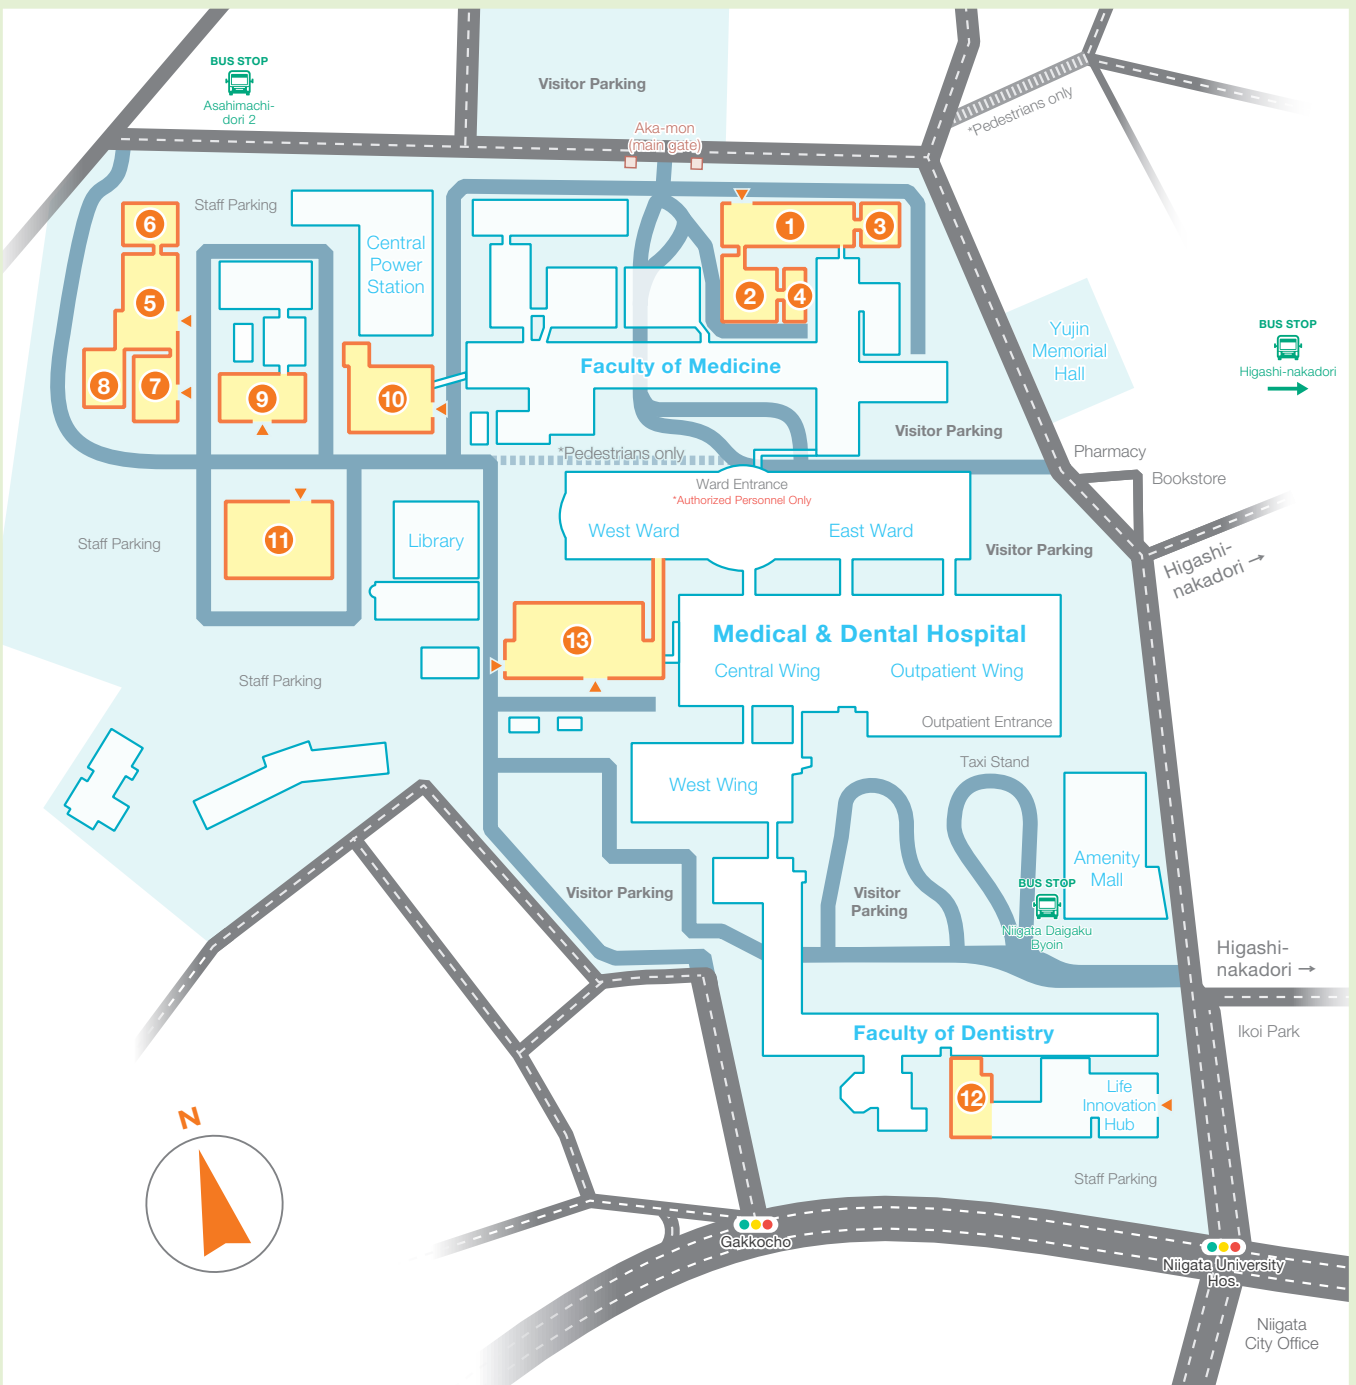 BUS STOP
Asahimachi-
dori 2
Visitor Parking
*Pedestrians only
Aka-mon
(main gate)
Staff Parking
Central
Power
Station
1
2
3
4
5
6
7
8
9
10
Faculty of Medicine
Yujin
Memorial
Hall
BUS STOP
Higashi-nakadori
Visitor Parking
*Pedestrians only
Pharmacy
Bookstore
Ward Entrance
*Authorized Personnel Only
West Ward
East Ward
Visitor Parking
Higashi-
nakadori →
Staff Parking
11
Library
13
Medical & Dental Hospital
Central Wing
Outpatient Wing
Outpatient Entrance
Staff Parking
Taxi Stand
West Wing
Visitor Parking
Visitor
Parking
Amenity
Mall
BUS STOP
Niigata Daigaku
Byoin
Higashi-
nakadori →
Ikoi Park
Faculty of Dentistry
12
Life
Innovation
Hub
Staff Parking
N
Gakkocho
Niigata University
Hos.
Niigata
City Office